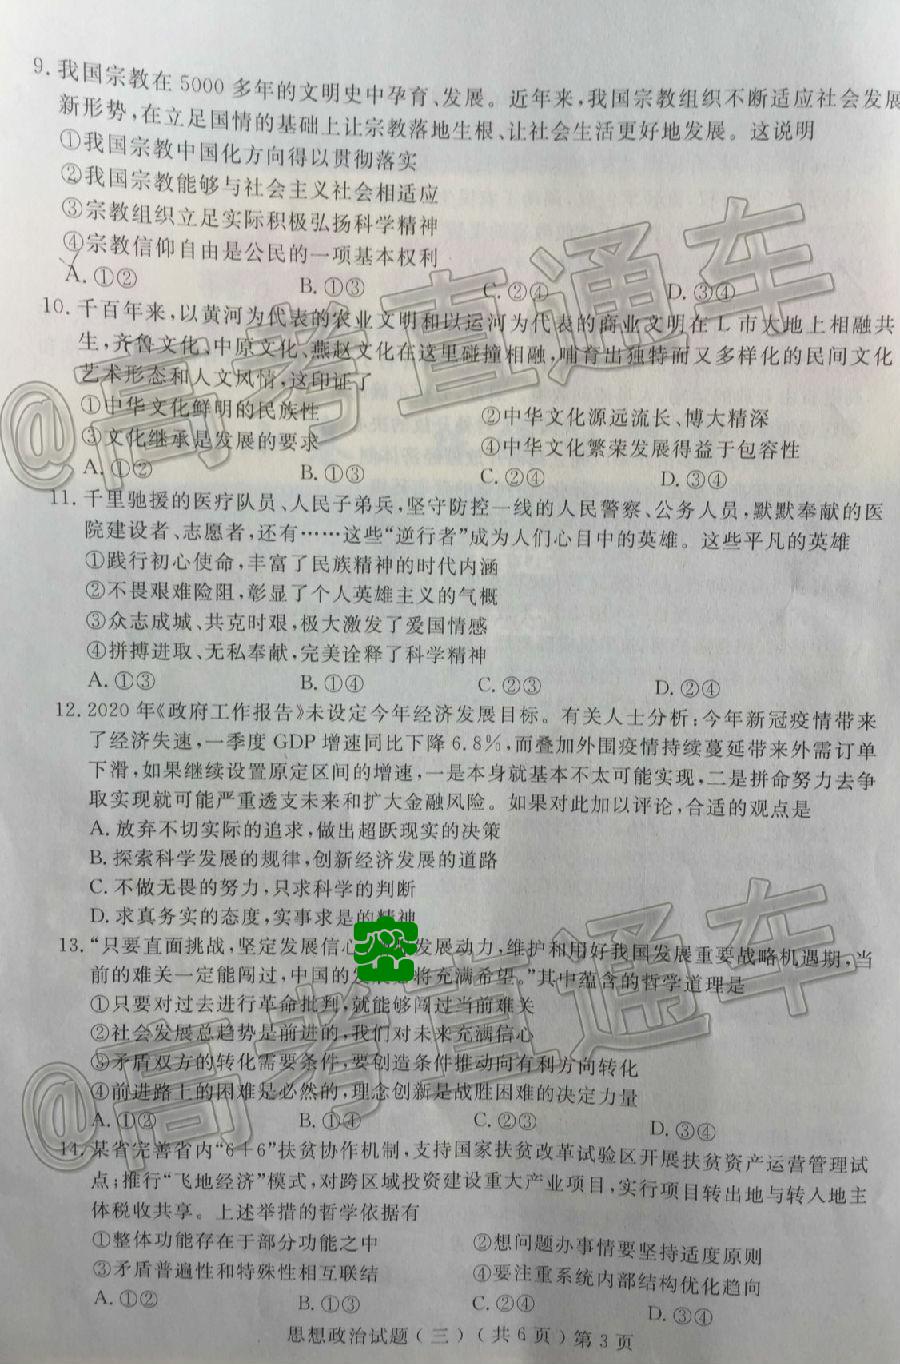 9. 我国宗教在5000多年的文明史中孕育、发展。近年来,我国宗教组织不断适应社会发展
新形势,在立足国情的基础上让宗教落地生根、让社会生活更好地发展。这说明
①我国宗教中国化方向得以贯彻落实
②我国宗教能够与社会主义社会相适应
③宗教组织立足实际积极弘扬科学精神
④宗教信仰自由是公民的一项基本权利
A. ①② B. ①③ C. ②④ D. ③④
10. 千百年来,以黄河为代表的农业文明和以运河为代表的商业文明在L市大地上相融共
生,齐鲁文化、中原文化、燕赵文化在这里碰撞相融,哺育出独特而又多样化的民间文化
艺术形态和人文风情,这印证了
①中华文化鲜明的民族性 ②中华文化源远流长、博大精深
③文化继承是发展的要求 ④中华文化繁荣发展得益于包容性
A. ①② B. ①③ C. ②④ D. ③④
11. 千里驰援的医疗队员、人民子弟兵,坚守防控一线的人民警察、公务人员,默默奉献的医
院建设者、志愿者,还有……这些“逆行者”成为人们心目中的英雄。这些平凡的英雄
①践行初心使命,丰富了民族精神的时代内涵
②不畏艰难险阻,彰显了个人英雄主义的气概
③众志成城、共克时艰,极大激发了爱国情感
④拼搏进取、无私奉献,完美诠释了科学精神
A. ①③ B. ①④ C. ②③ D. ②④
12. 2020年《政府工作报告》未设定今年经济发展目标。有关人士分析:今年新冠疫情带来
了经济失速,一季度GDP增速同比下降6.8%,而叠加外围疫情持续蔓延带来外需订单
下滑,如果继续设置原定区间的增速,一是本身就基本不太可能实现,二是拼命努力去争
取实现就可能严重透支未来和扩大金融风险。如果对此加以评论,合适的观点是
A. 放弃不切实际的追求,做出超越现实的决策
B. 探索科学发展的规律,创新经济发展的道路
C. 不做无畏的努力,只求科学的判断
D. 求真务实的态度,实事求是的精神
13. “只要直面挑战,坚定发展信心 发展动力,维护和用好我国发展重要战略机遇期,当
前的难关一定能闯过,中国的 将充满希望。”其中蕴含的哲学道理是
①只要对过去进行革命批判,就能够闯过当前难关
②社会发展总趋势是前进的,我们对未来充满信心
③矛盾双方的转化需要条件,要创造条件推动向有利方向转化
④前进路上的困难是必然的,理念创新是战胜困难的决定力量
A. ①② B. ①④ C. ②③ D. ③④
14. 某省完善省内“6+6”扶贫协作机制,支持国家扶贫改革试验区开展扶贫资产运营管理试
点;推行“飞地经济”模式,对跨区域投资建设重大产业项目,实行项目转出地与转入地主
体税收共享。上述举措的哲学依据有
①整体功能存在于部分功能之中 ②想问题办事情要坚持适度原则
③矛盾普遍性和特殊性相互联结 ④要注重系统内部结构优化趋向
A. ①② B. ①③ C. ②④ D. ③④
思想政治试题(三)(共6页)第3页
@高考直通车
@高考直通车